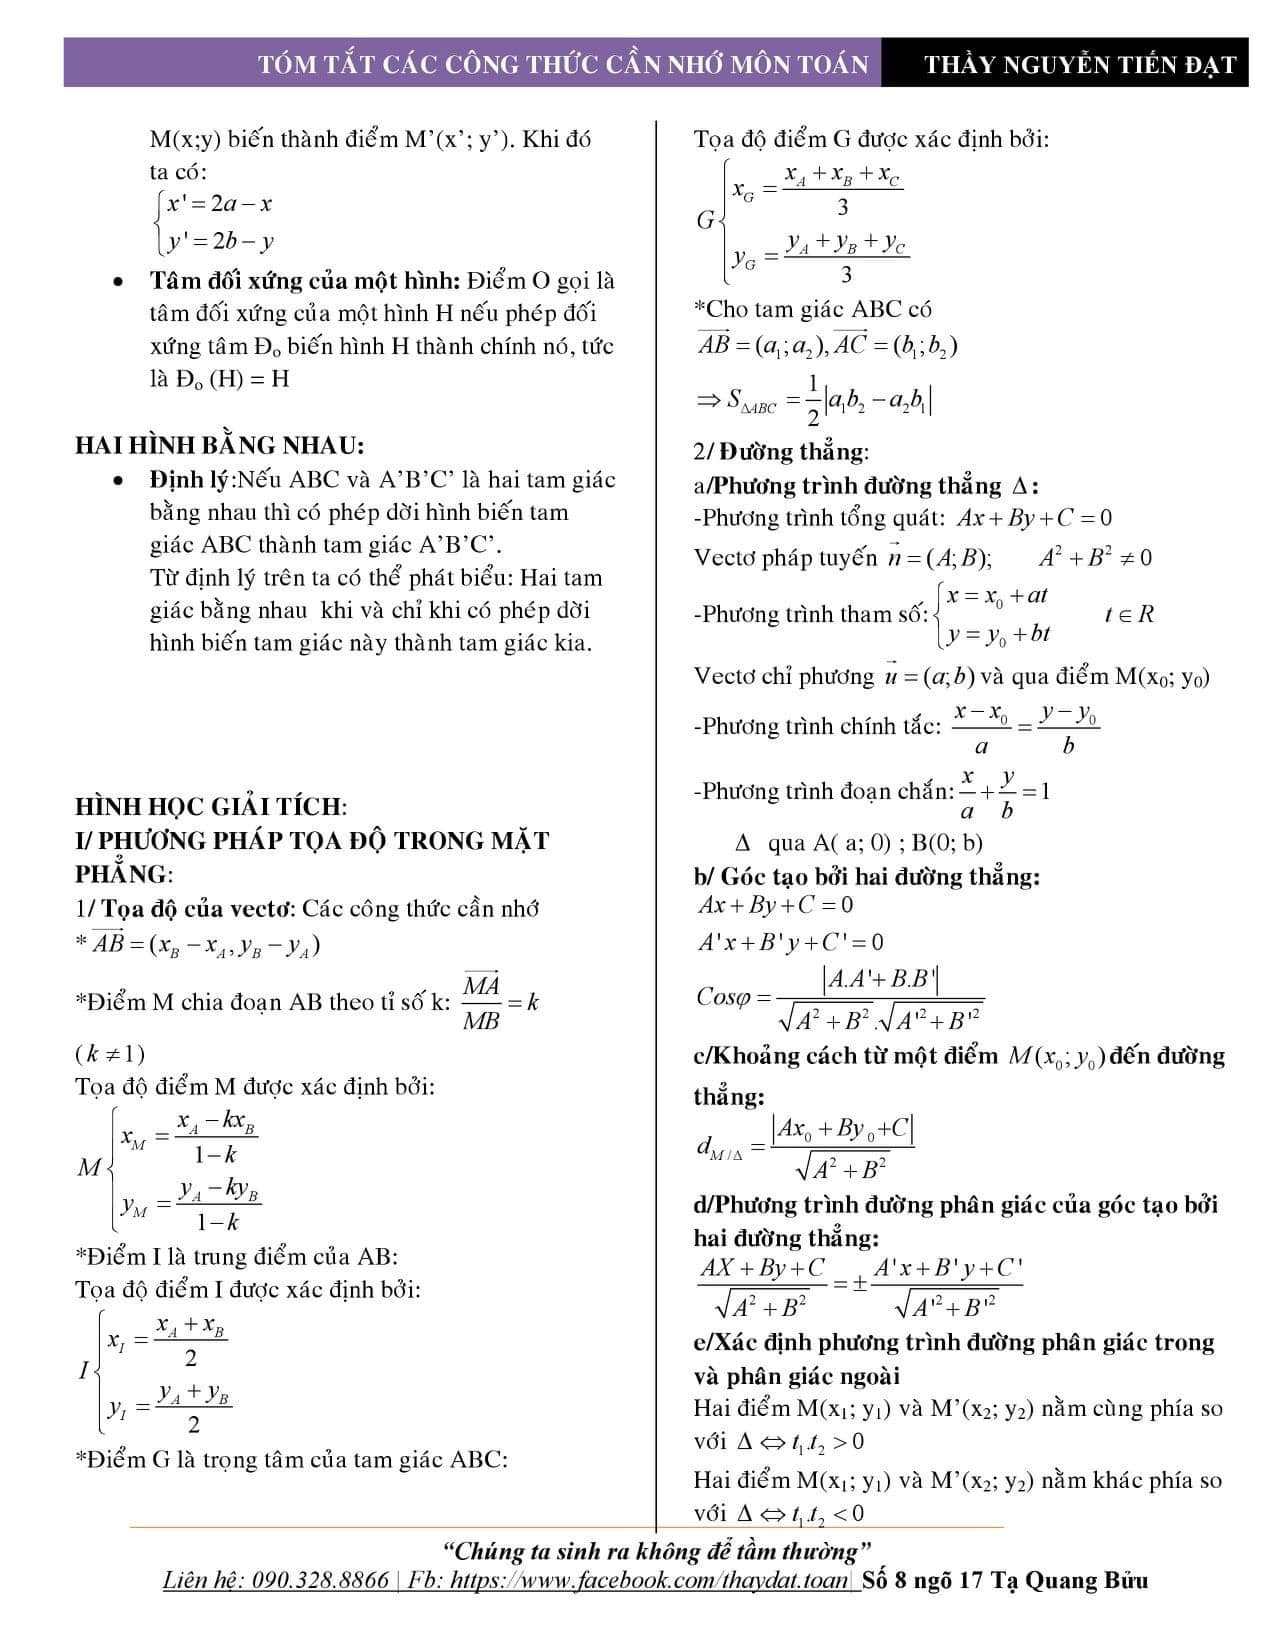 TÓM TẮT CÁC CÔNG THỨC CẦN NHỚ MÔN TOÁN THẦY NGUYỄN TIẾN ĐẠT
M(x;y) biến thành điểm M’(x’; y’). Khi đó
ta có:
{ x' = 2a − x
y' = 2b − y
• Tâm đối xứng của một hình: Điểm O gọi là
tâm đối xứng của một hình H nếu phép đối
xứng tâm Đₒ biến hình H thành chính nó, tức
là Đₒ (H) = H
HAI HÌNH BẰNG NHAU:
• Định lý:Nếu ABC và A’B’C’ là hai tam giác
bằng nhau thì có phép dời hình biến tam
giác ABC thành tam giác A’B’C’.
Từ định lý trên ta có thể phát biểu: Hai tam
giác bằng nhau khi và chỉ khi có phép dời
hình biến tam giác này thành tam giác kia.
HÌNH HỌC GIẢI TÍCH:
I/ PHƯƠNG PHÁP TỌA ĐỘ TRONG MẶT
PHẲNG:
1/ Tọa độ của vectơ: Các công thức cần nhớ
* $\overrightarrow{AB} = (x_B - x_A, y_B - y_A)$
*Điểm M chia đoạn AB theo tỉ số k: $\frac{\overrightarrow{MA}}{\overrightarrow{MB}} = k$
(k ≠ 1)
Tọa độ điểm M được xác định bởi:
$M \begin{cases} x_M = \frac{x_A - kx_B}{1-k} \\ y_M = \frac{y_A - ky_B}{1-k} \end{cases}$
*Điểm I là trung điểm của AB:
Tọa độ điểm I được xác định bởi:
$I \begin{cases} x_I = \frac{x_A + x_B}{2} \\ y_I = \frac{y_A + y_B}{2} \end{cases}$
*Điểm G là trọng tâm của tam giác ABC:
Tọa độ điểm G được xác định bởi:
$G \begin{cases} x_G = \frac{x_A + x_B + x_C}{3} \\ y_G = \frac{y_A + y_B + y_C}{3} \end{cases}$
*Cho tam giác ABC có
$\overrightarrow{AB} = (a_1; a_2), \overrightarrow{AC} = (b_1; b_2)$
$\Rightarrow S_{\Delta ABC} = \frac{1}{2}|a_1b_2 - a_2b_1|$
2/ Đường thẳng:
a/Phương trình đường thẳng Δ:
-Phương trình tổng quát: Ax + By + C = 0
Vectơ pháp tuyến $\vec{n} = (A; B); \quad A^2 + B^2 \neq 0$
-Phương trình tham số: $\begin{cases} x = x_0 + at \\ y = y_0 + bt \end{cases} \quad t \in R$
Vectơ chỉ phương $\vec{u} = (a; b)$ và qua điểm M(x₀; y₀)
-Phương trình chính tắc: $\frac{x - x_0}{a} = \frac{y - y_0}{b}$
-Phương trình đoạn chắn: $\frac{x}{a} + \frac{y}{b} = 1$
Δ qua A( a; 0) ; B(0; b)
b/ Góc tạo bởi hai đường thẳng:
Ax + By + C = 0
A'x + B'y + C' = 0
$Cos\varphi = \frac{|A.A' + B.B'|}{\sqrt{A^2 + B^2}.\sqrt{A'^2 + B'^2}}$
c/Khoảng cách từ một điểm M(x₀; y₀) đến đường
thẳng:
$d_{M/\Delta} = \frac{|Ax_0 + By_0 + C|}{\sqrt{A^2 + B^2}}$
d/Phương trình đường phân giác của góc tạo bởi
hai đường thẳng:
$\frac{AX + By + C}{\sqrt{A^2 + B^2}} = \pm \frac{A'x + B'y + C'}{\sqrt{A'^2 + B'^2}}$
e/Xác định phương trình đường phân giác trong
và phân giác ngoài
Hai điểm M(x₁; y₁) và M’(x₂; y₂) nằm cùng phía so
với Δ ⇔ t₁.t₂ > 0
Hai điểm M(x₁; y₁) và M’(x₂; y₂) nằm khác phía so
với Δ ⇔ t₁.t₂ < 0
“Chúng ta sinh ra không để tầm thường”
Liên hệ: 090.328.8866 | Fb: https://www.facebook.com/thaydat.toan| Số 8 ngõ 17 Tạ Quang Bửu